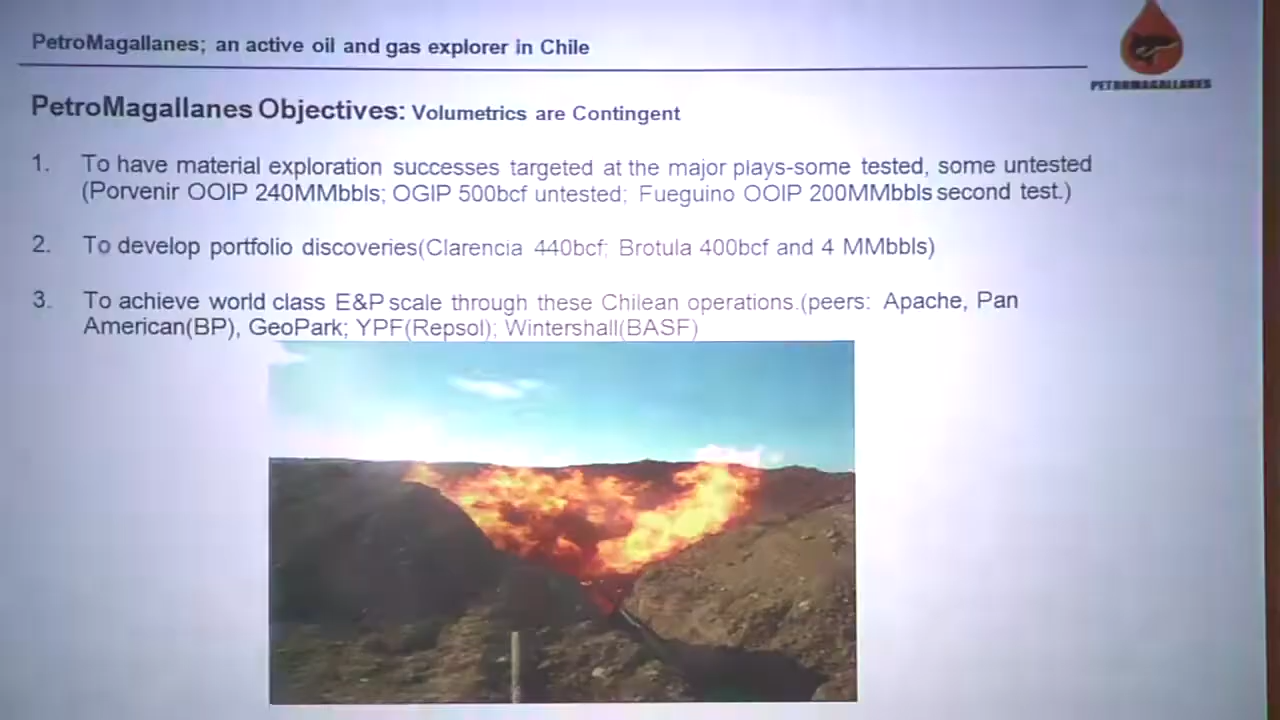 PetroMagallanes; an active oil and gas explorer in Chile
PETROMAGALLANES
PetroMagallanes Objectives: Volumetrics are Contingent
1. To have material exploration successes targeted at the major plays-some tested, some untested
(Porvenir OOIP 240MMbbls; OGIP 500bcf untested; Fueguino OOIP 200MMbbls second test.)
2. To develop portfolio discoveries(Clarencia 440bcf; Brotula 400bcf and 4 MMbbls)
3. To achieve world class E&P scale through these Chilean operations.(peers: Apache, Pan
American(BP), GeoPark; YPF(Repsol); Wintershall(BASF)